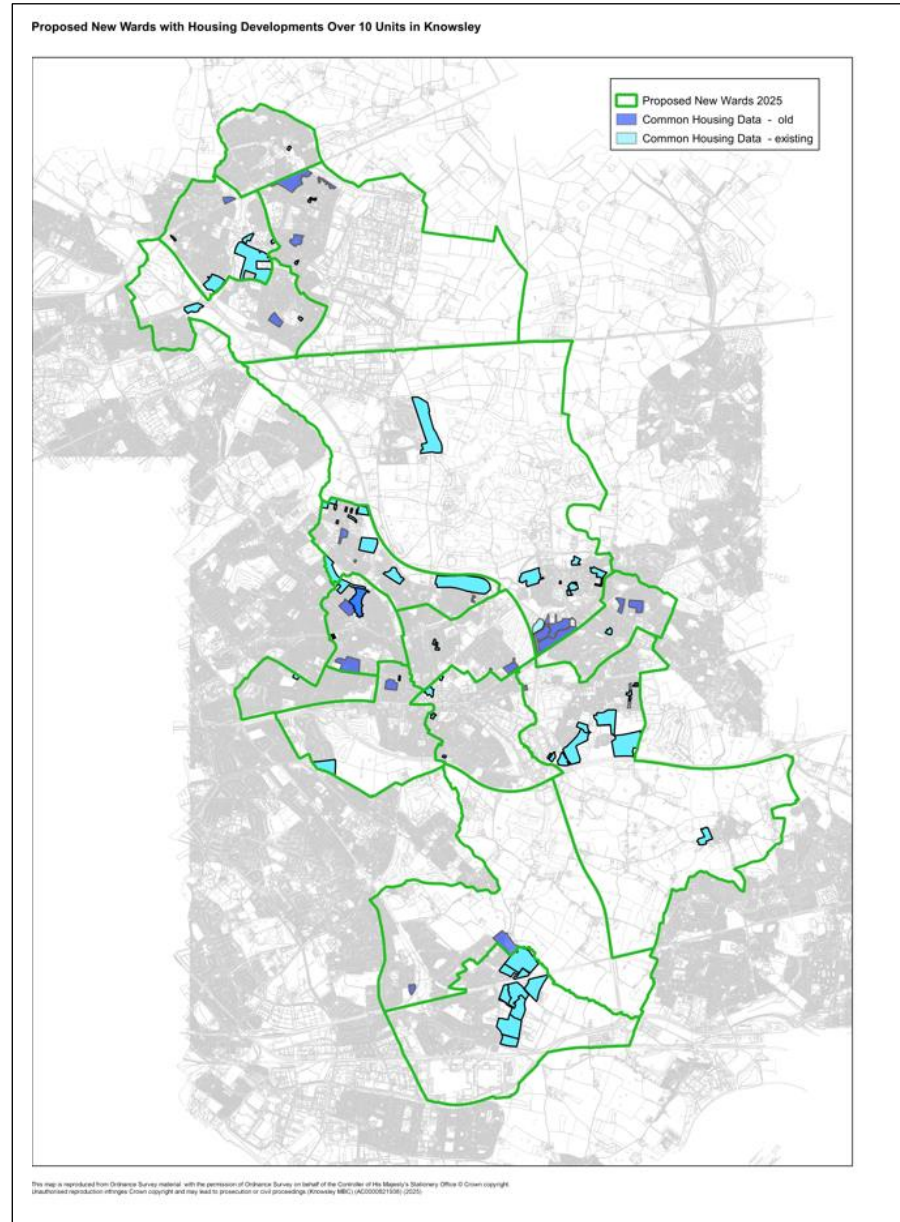 Proposed New Wards with Housing Developments Over 10 Units in Knowsley
Proposed New Wards 2025
Common Housing Data - old
Common Housing Data - existing
This map is reproduced from Ordnance Survey material with the permission of Ordnance Survey on behalf of the Controller of His Majesty's Stationery Office © Crown copyright.
Unauthorised reproduction infringes Crown copyright and may lead to prosecution or civil proceedings (Knowsley MBC) (AC0000821938) (2025)